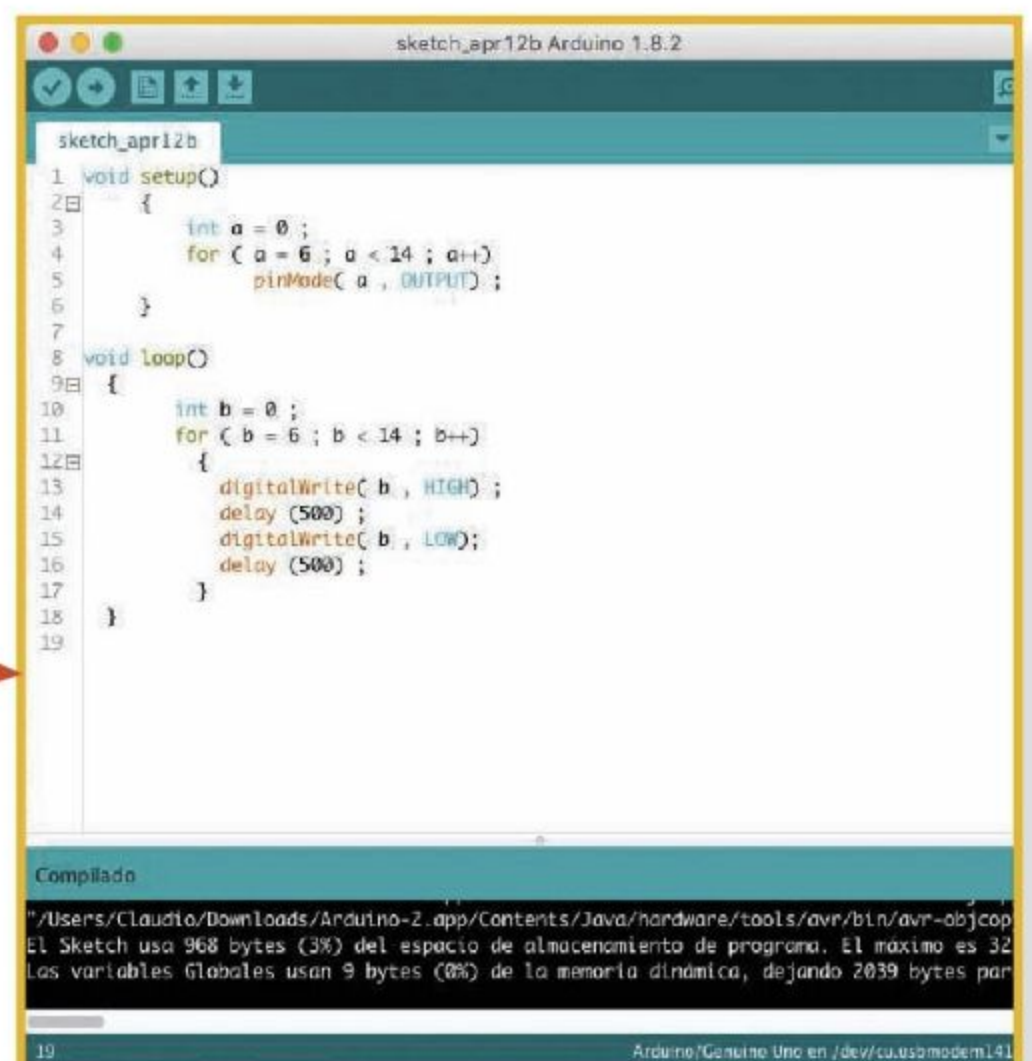 sketch_apr12b Arduino 1.8.2
sketch_apr12b
1 void setup()
2 {
3 int a = 0 ;
4 for ( a = 6 ; a < 14 ; a++)
5 pinMode( a , OUTPUT) ;
6 }
7
8 void loop()
9 {
10 int b = 0 ;
11 for ( b = 6 ; b < 14 ; b++)
12 {
13 digitalWrite( b , HIGH) ;
14 delay (500) ;
15 digitalWrite( b , LOW);
16 delay (500) ;
17 }
18 }
19
Compilado
"/Users/Claudio/Downloads/Arduino-2.app/Contents/Java/hardware/tools/avr/bin/avr-objcop
El Sketch usa 968 bytes (3%) del espacio de almacenamiento de programa. El máximo es 32
Las variables Globales usan 9 bytes (0%) de la memoria dinámica, dejando 2039 bytes par
19 Arduino/Genuino Uno en /dev/cu.usbmodem141